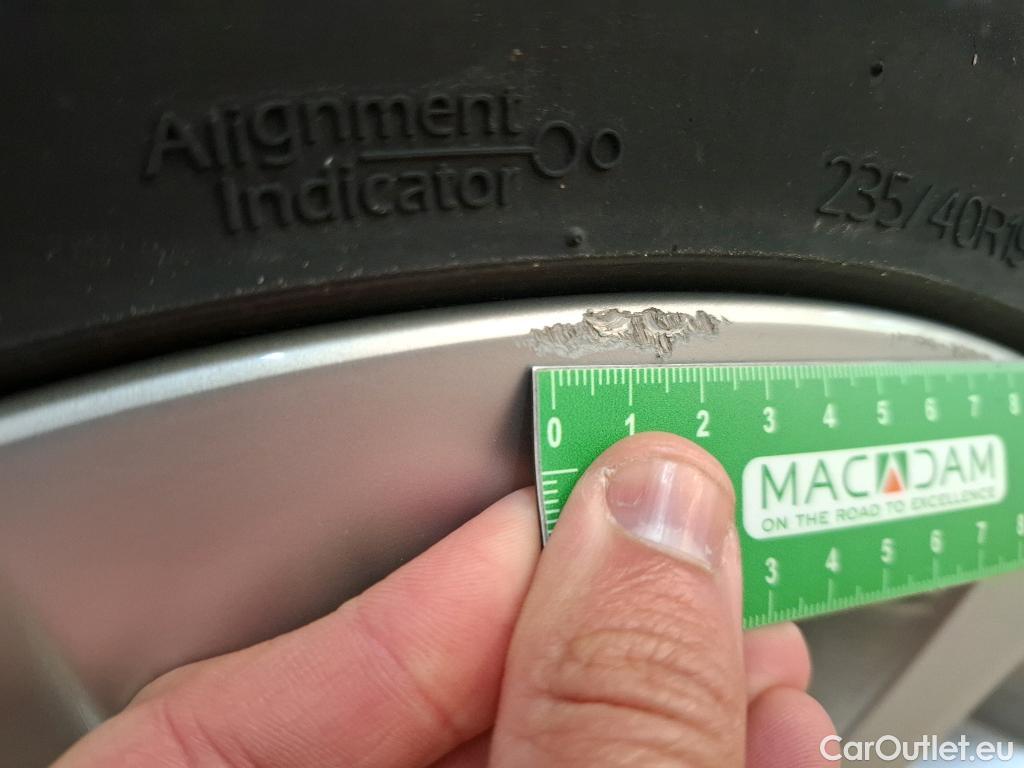 Alignment
Indicator
235/40R19
0 1 2 3 4 5 6 7 8
MACADAM
ON THE ROAD TO EXCELLENCE
3 4 5 6 7 8
CarOutlet.eu